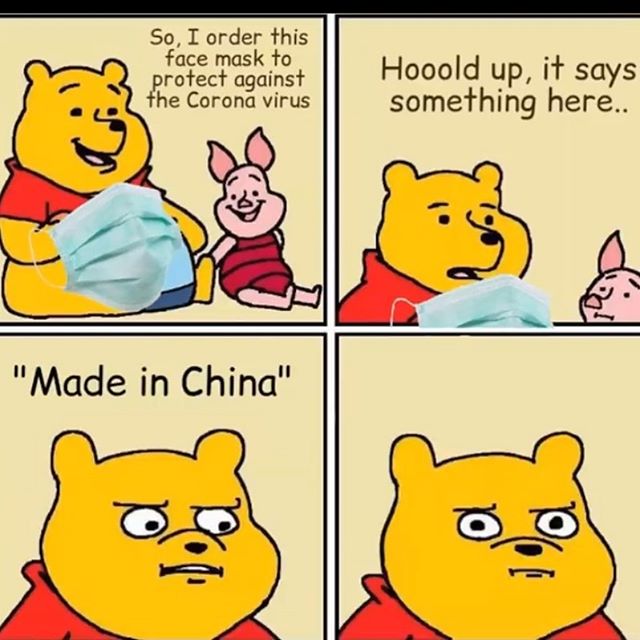 So, I order this
face mask to
protect against
the Corona virus
Hooold up, it says
something here..
"Made in China"